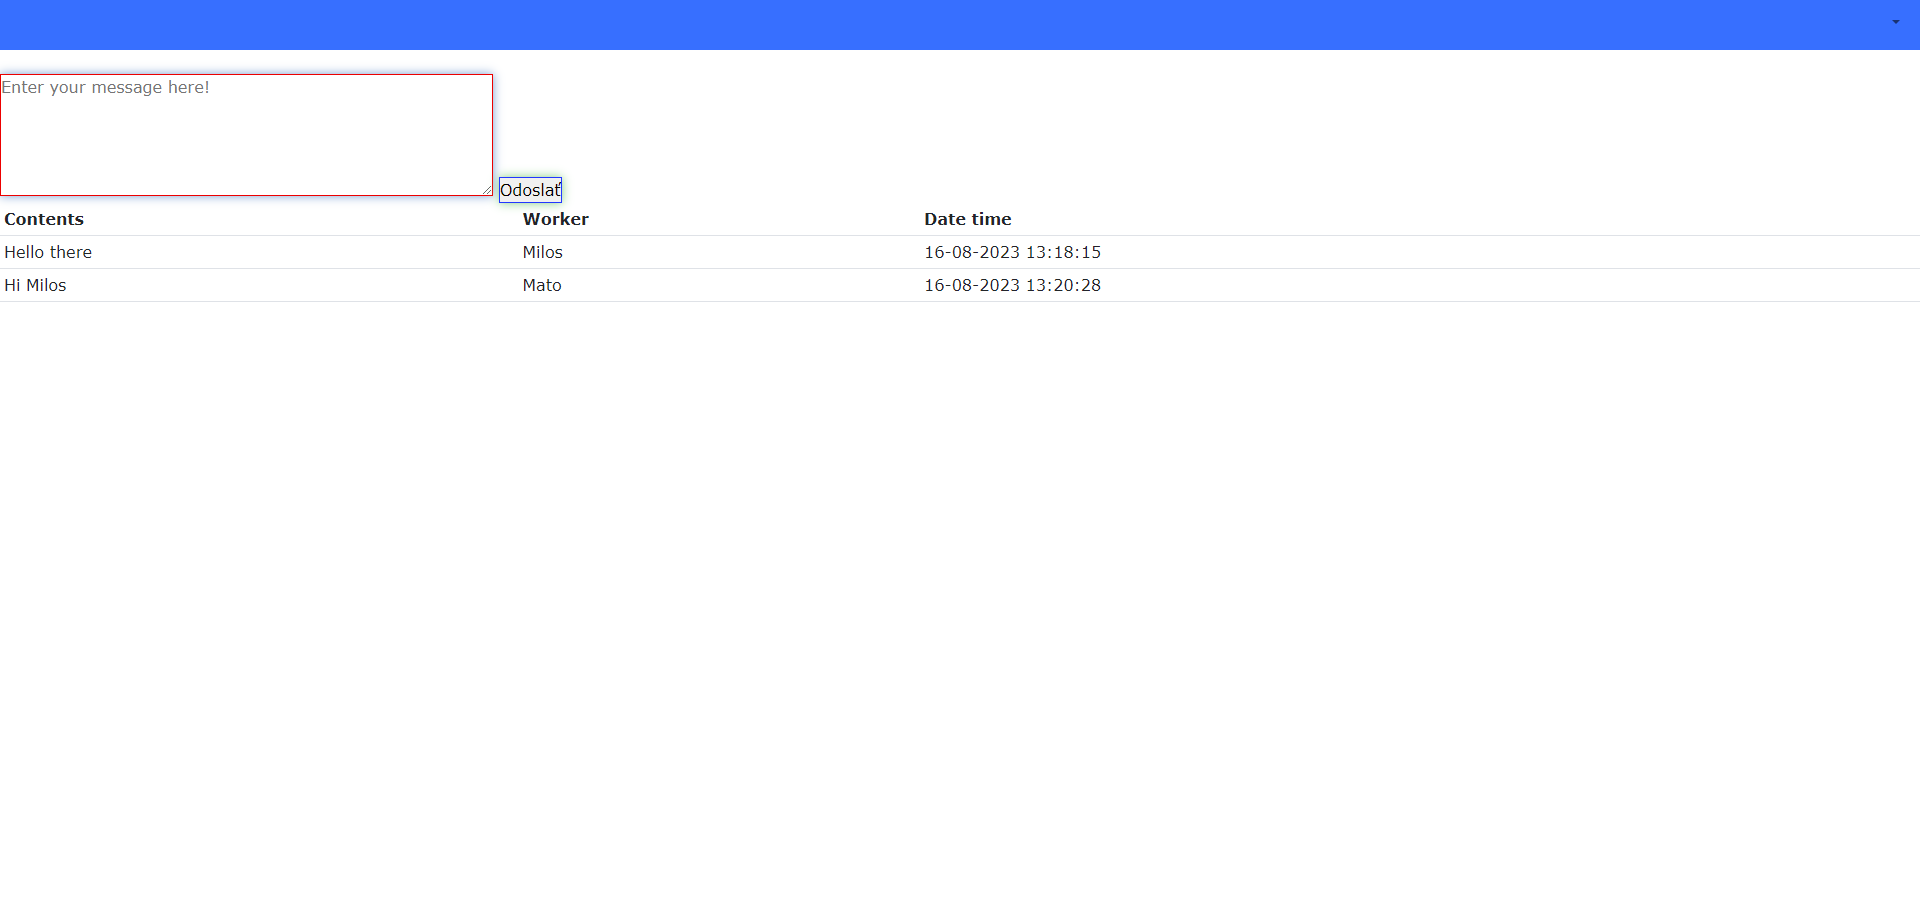 Enter your message here!
Odoslať
Contents Worker Date time
Hello there Milos 16-08-2023 13:18:15
Hi Milos Mato 16-08-2023 13:20:28